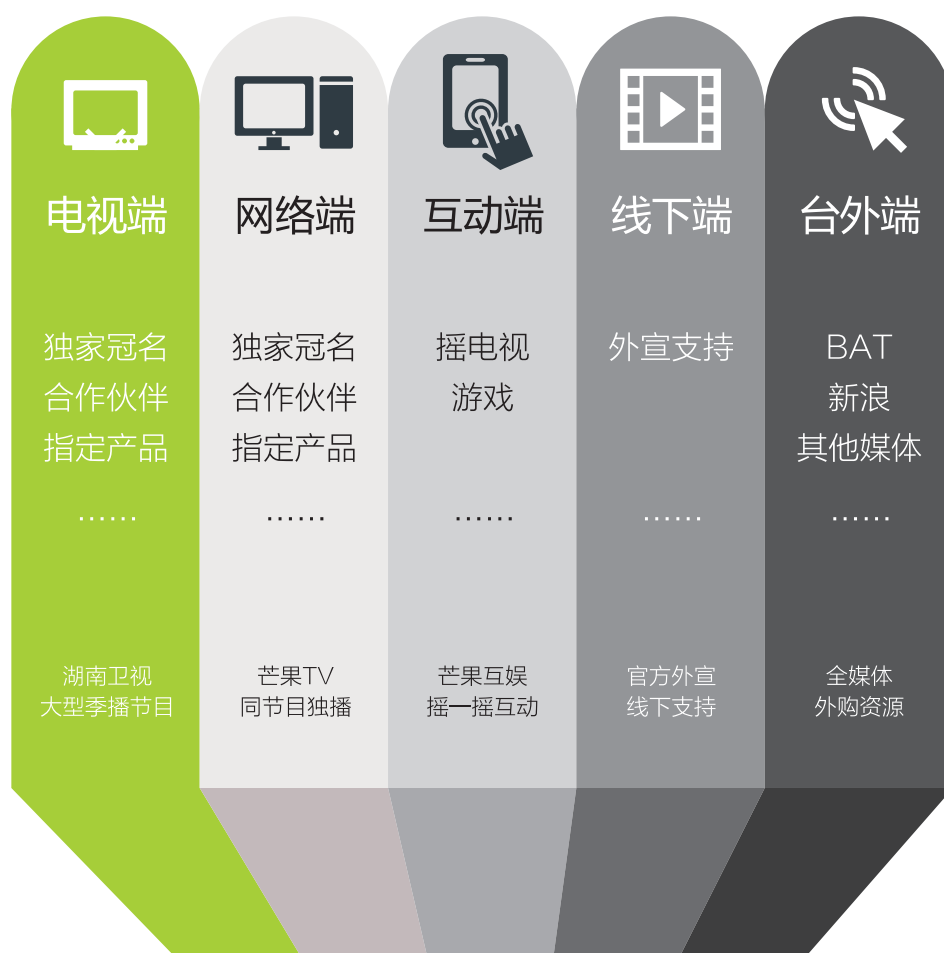 电视端
独家冠名
合作伙伴
指定产品
……
湖南卫视
大型季播节目
网络端
独家冠名
合作伙伴
指定产品
……
芒果TV
同节目独播
互动端
摇电视
游戏
……
芒果互娱
摇一摇互动
线下端
外宣支持
……
官方外宣
线下支持
台外端
BAT
新浪
其他媒体
……
全媒体
外购资源